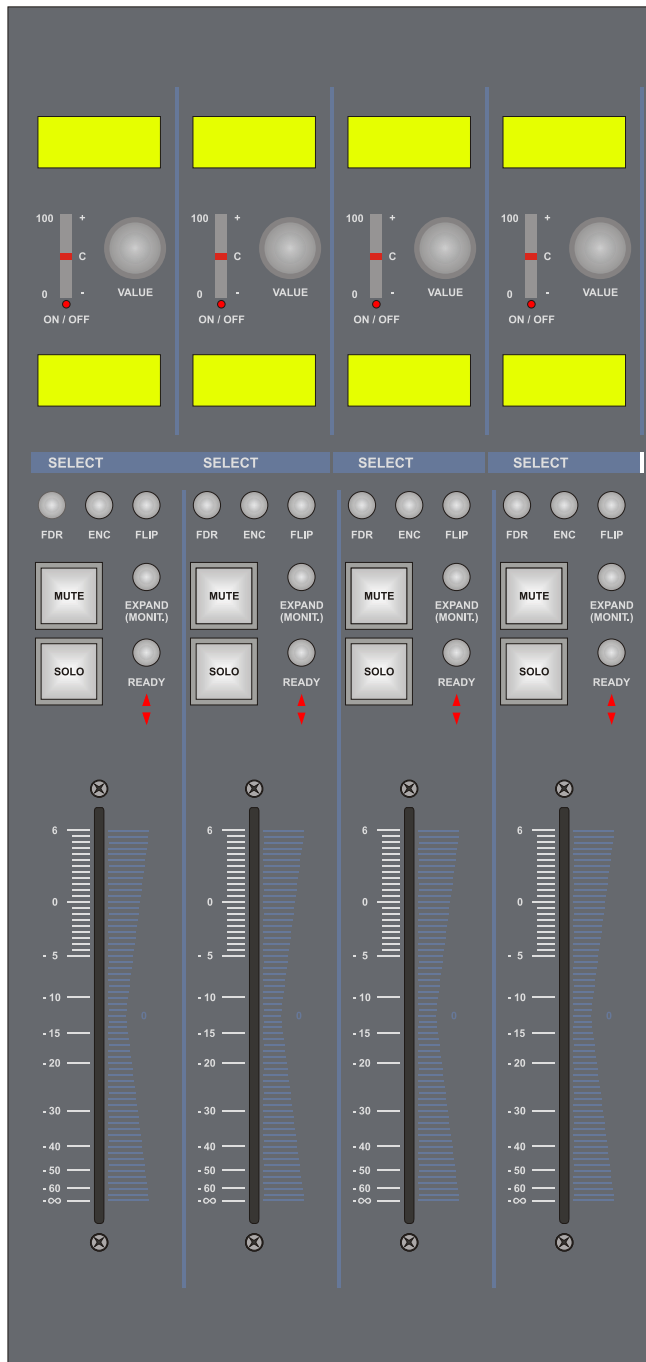 100 + 100 + 100 + 100 +
C C C C
0 - VALUE 0 - VALUE 0 - VALUE 0 - VALUE
ON / OFF ON / OFF ON / OFF ON / OFF
SELECT SELECT SELECT SELECT
FDR ENC FLIP FDR ENC FLIP FDR ENC FLIP FDR ENC FLIP
MUTE MUTE MUTE MUTE
EXPAND EXPAND EXPAND EXPAND
(MONIT.) (MONIT.) (MONIT.) (MONIT.)
SOLO SOLO SOLO SOLO
READY READY READY READY
6 6 6 6
0 0 0 0
- 5 - 5 - 5 - 5
- 10 - 10 - 10 - 10
0 0 0 0
- 15 - 15 - 15 - 15
- 20 - 20 - 20 - 20
- 30 - 30 - 30 - 30
- 40 - 40 - 40 - 40
- 50 - 50 - 50 - 50
- 60 - 60 - 60 - 60
- ∞ - ∞ - ∞ - ∞